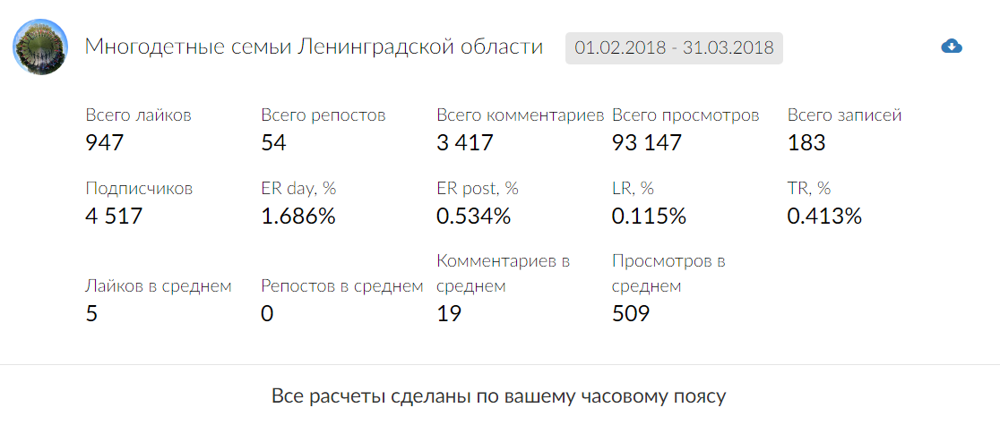 Многодетные семьи Ленинградской области 01.02.2018 - 31.03.2018
Всего лайков Всего репостов Всего комментариев Всего просмотров Всего записей
947 54 3 417 93 147 183
Подписчиков ER day, % ER post, % LR, % TR, %
4 517 1.686% 0.534% 0.115% 0.413%
Комментариев в Просмотров в
Лайков в среднем Репостов в среднем среднем среднем
5 0 19 509
Все расчеты сделаны по вашему часовому поясу